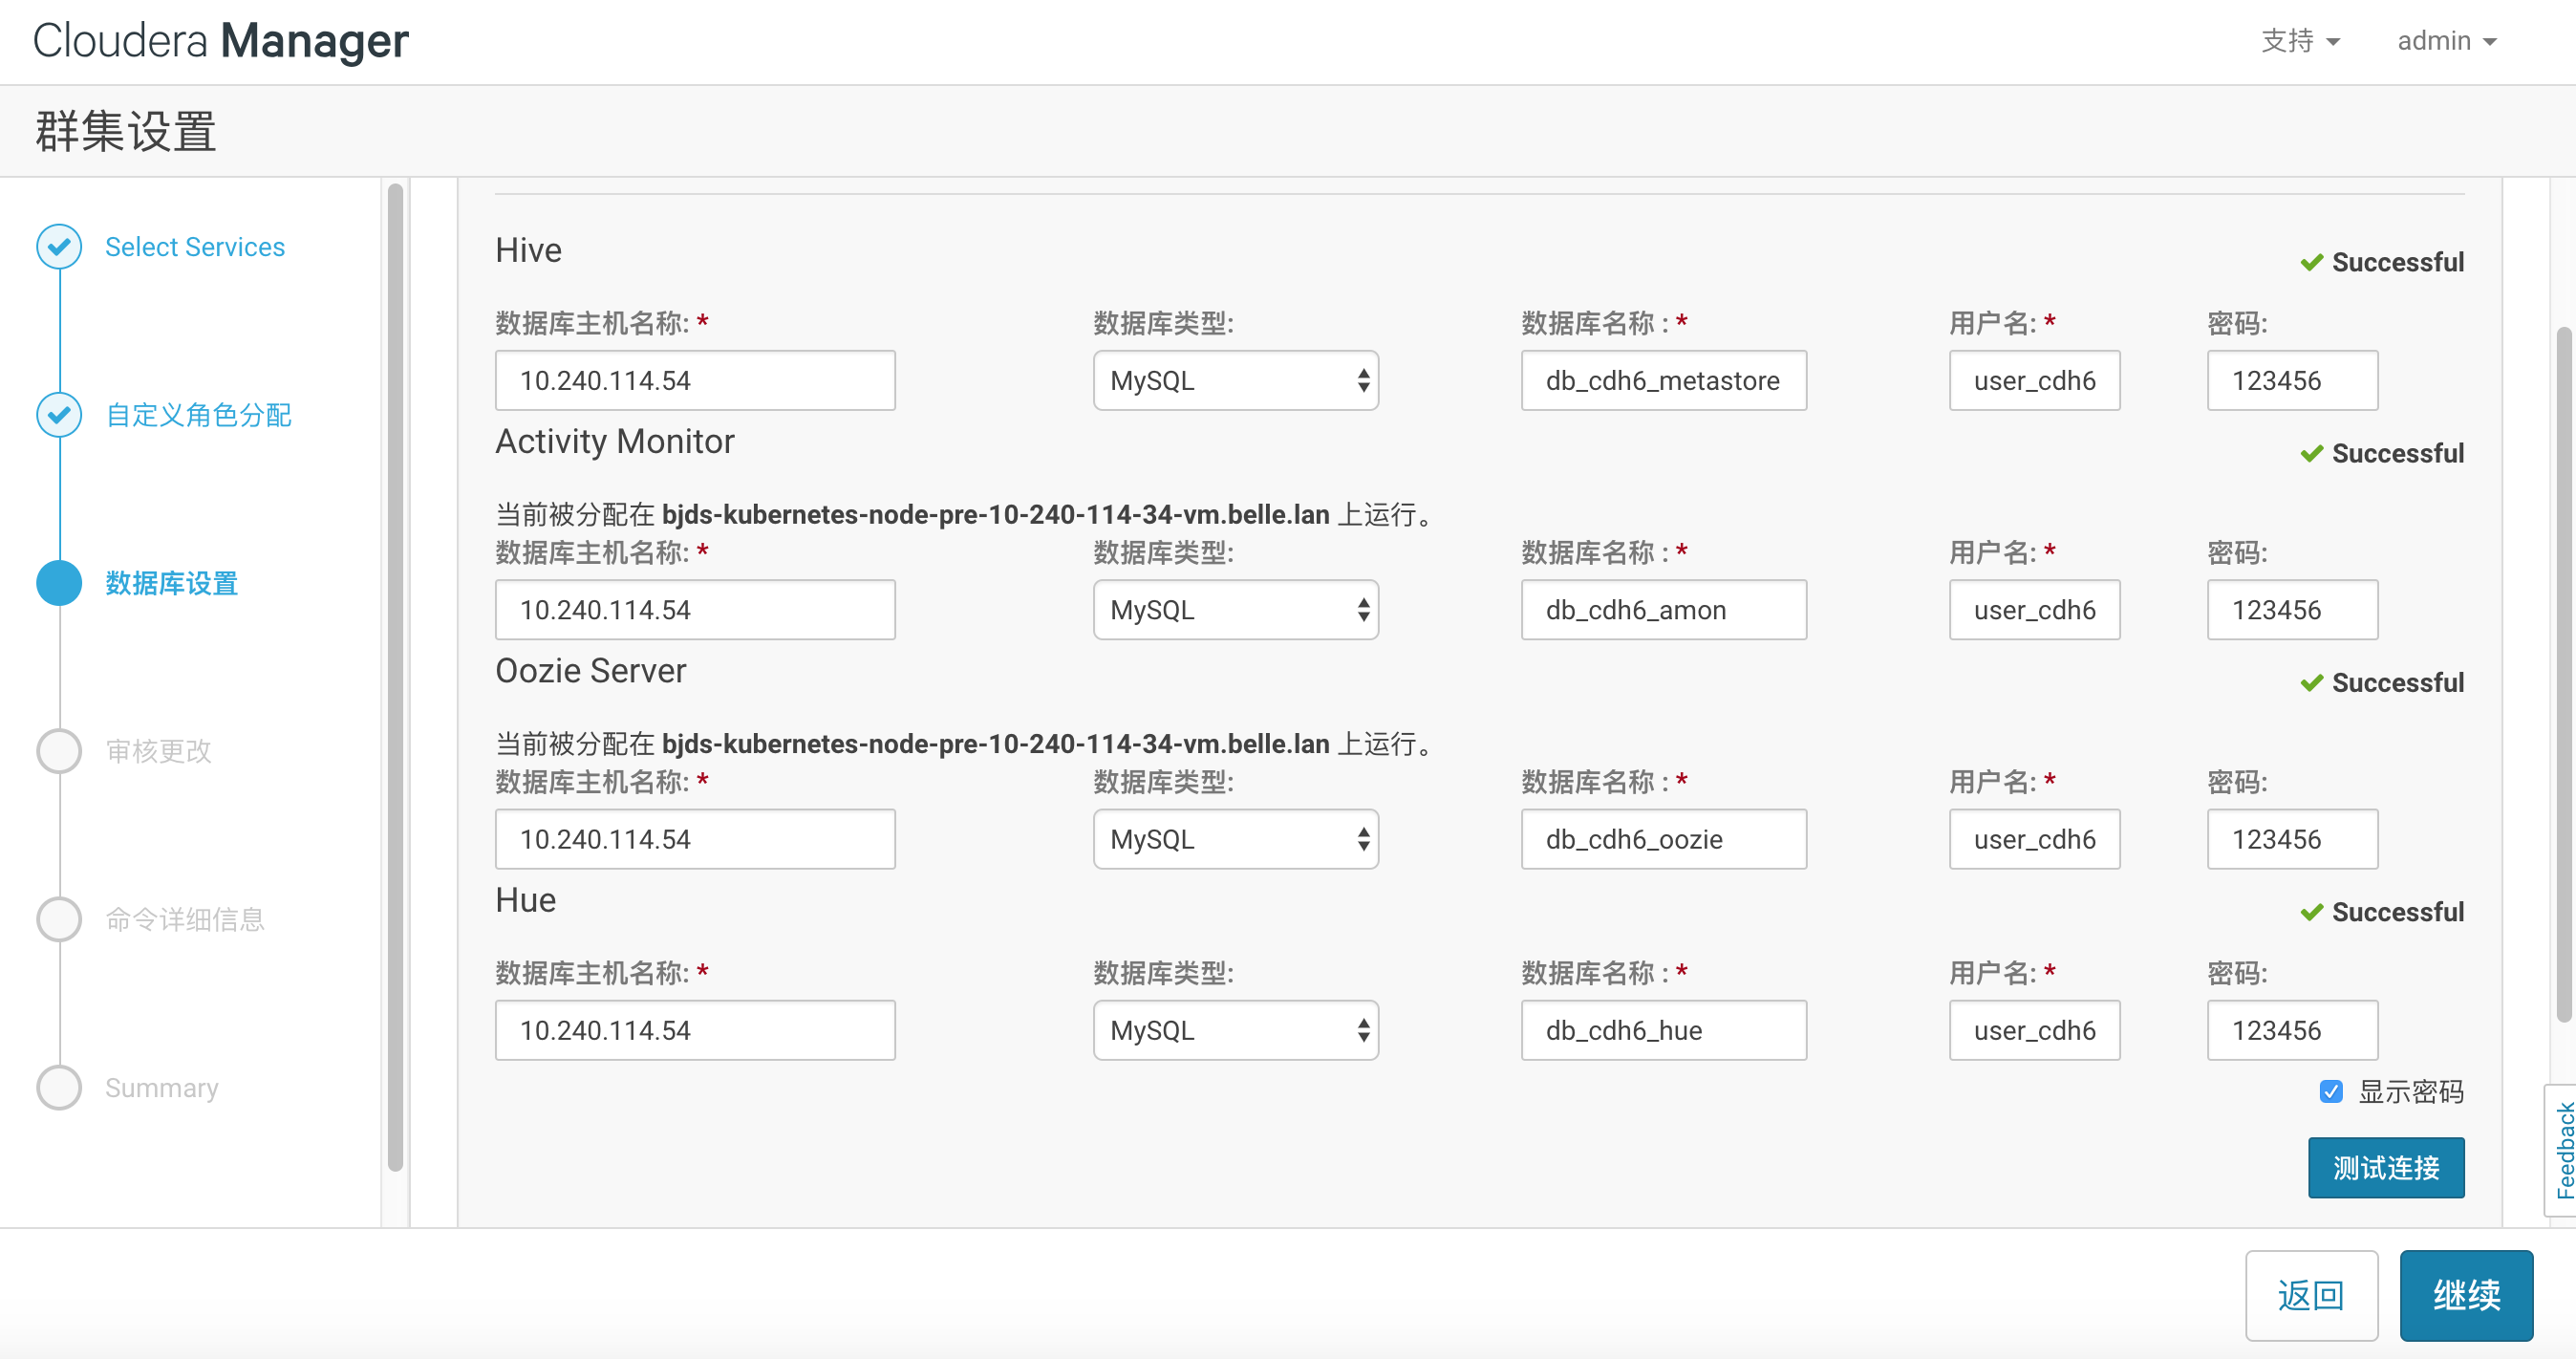 Cloudera Manager
支持 admin
群集设置
Select Services
自定义角色分配
数据库设置
审核更改
命令详细信息
Summary
Hive
Successful
数据库主机名称: * 数据库类型: 数据库名称 : * 用户名: * 密码:
10.240.114.54 MySQL db_cdh6_metastore user_cdh6 123456
Activity Monitor
Successful
当前被分配在 bjds-kubernetes-node-pre-10-240-114-34-vm.belle.lan 上运行。
数据库主机名称: * 数据库类型: 数据库名称 : * 用户名: * 密码:
10.240.114.54 MySQL db_cdh6_amon user_cdh6 123456
Oozie Server
Successful
当前被分配在 bjds-kubernetes-node-pre-10-240-114-34-vm.belle.lan 上运行。
数据库主机名称: * 数据库类型: 数据库名称 : * 用户名: * 密码:
10.240.114.54 MySQL db_cdh6_oozie user_cdh6 123456
Hue
Successful
数据库主机名称: * 数据库类型: 数据库名称 : * 用户名: * 密码:
10.240.114.54 MySQL db_cdh6_hue user_cdh6 123456
显示密码
测试连接
Feedback
返回 继续